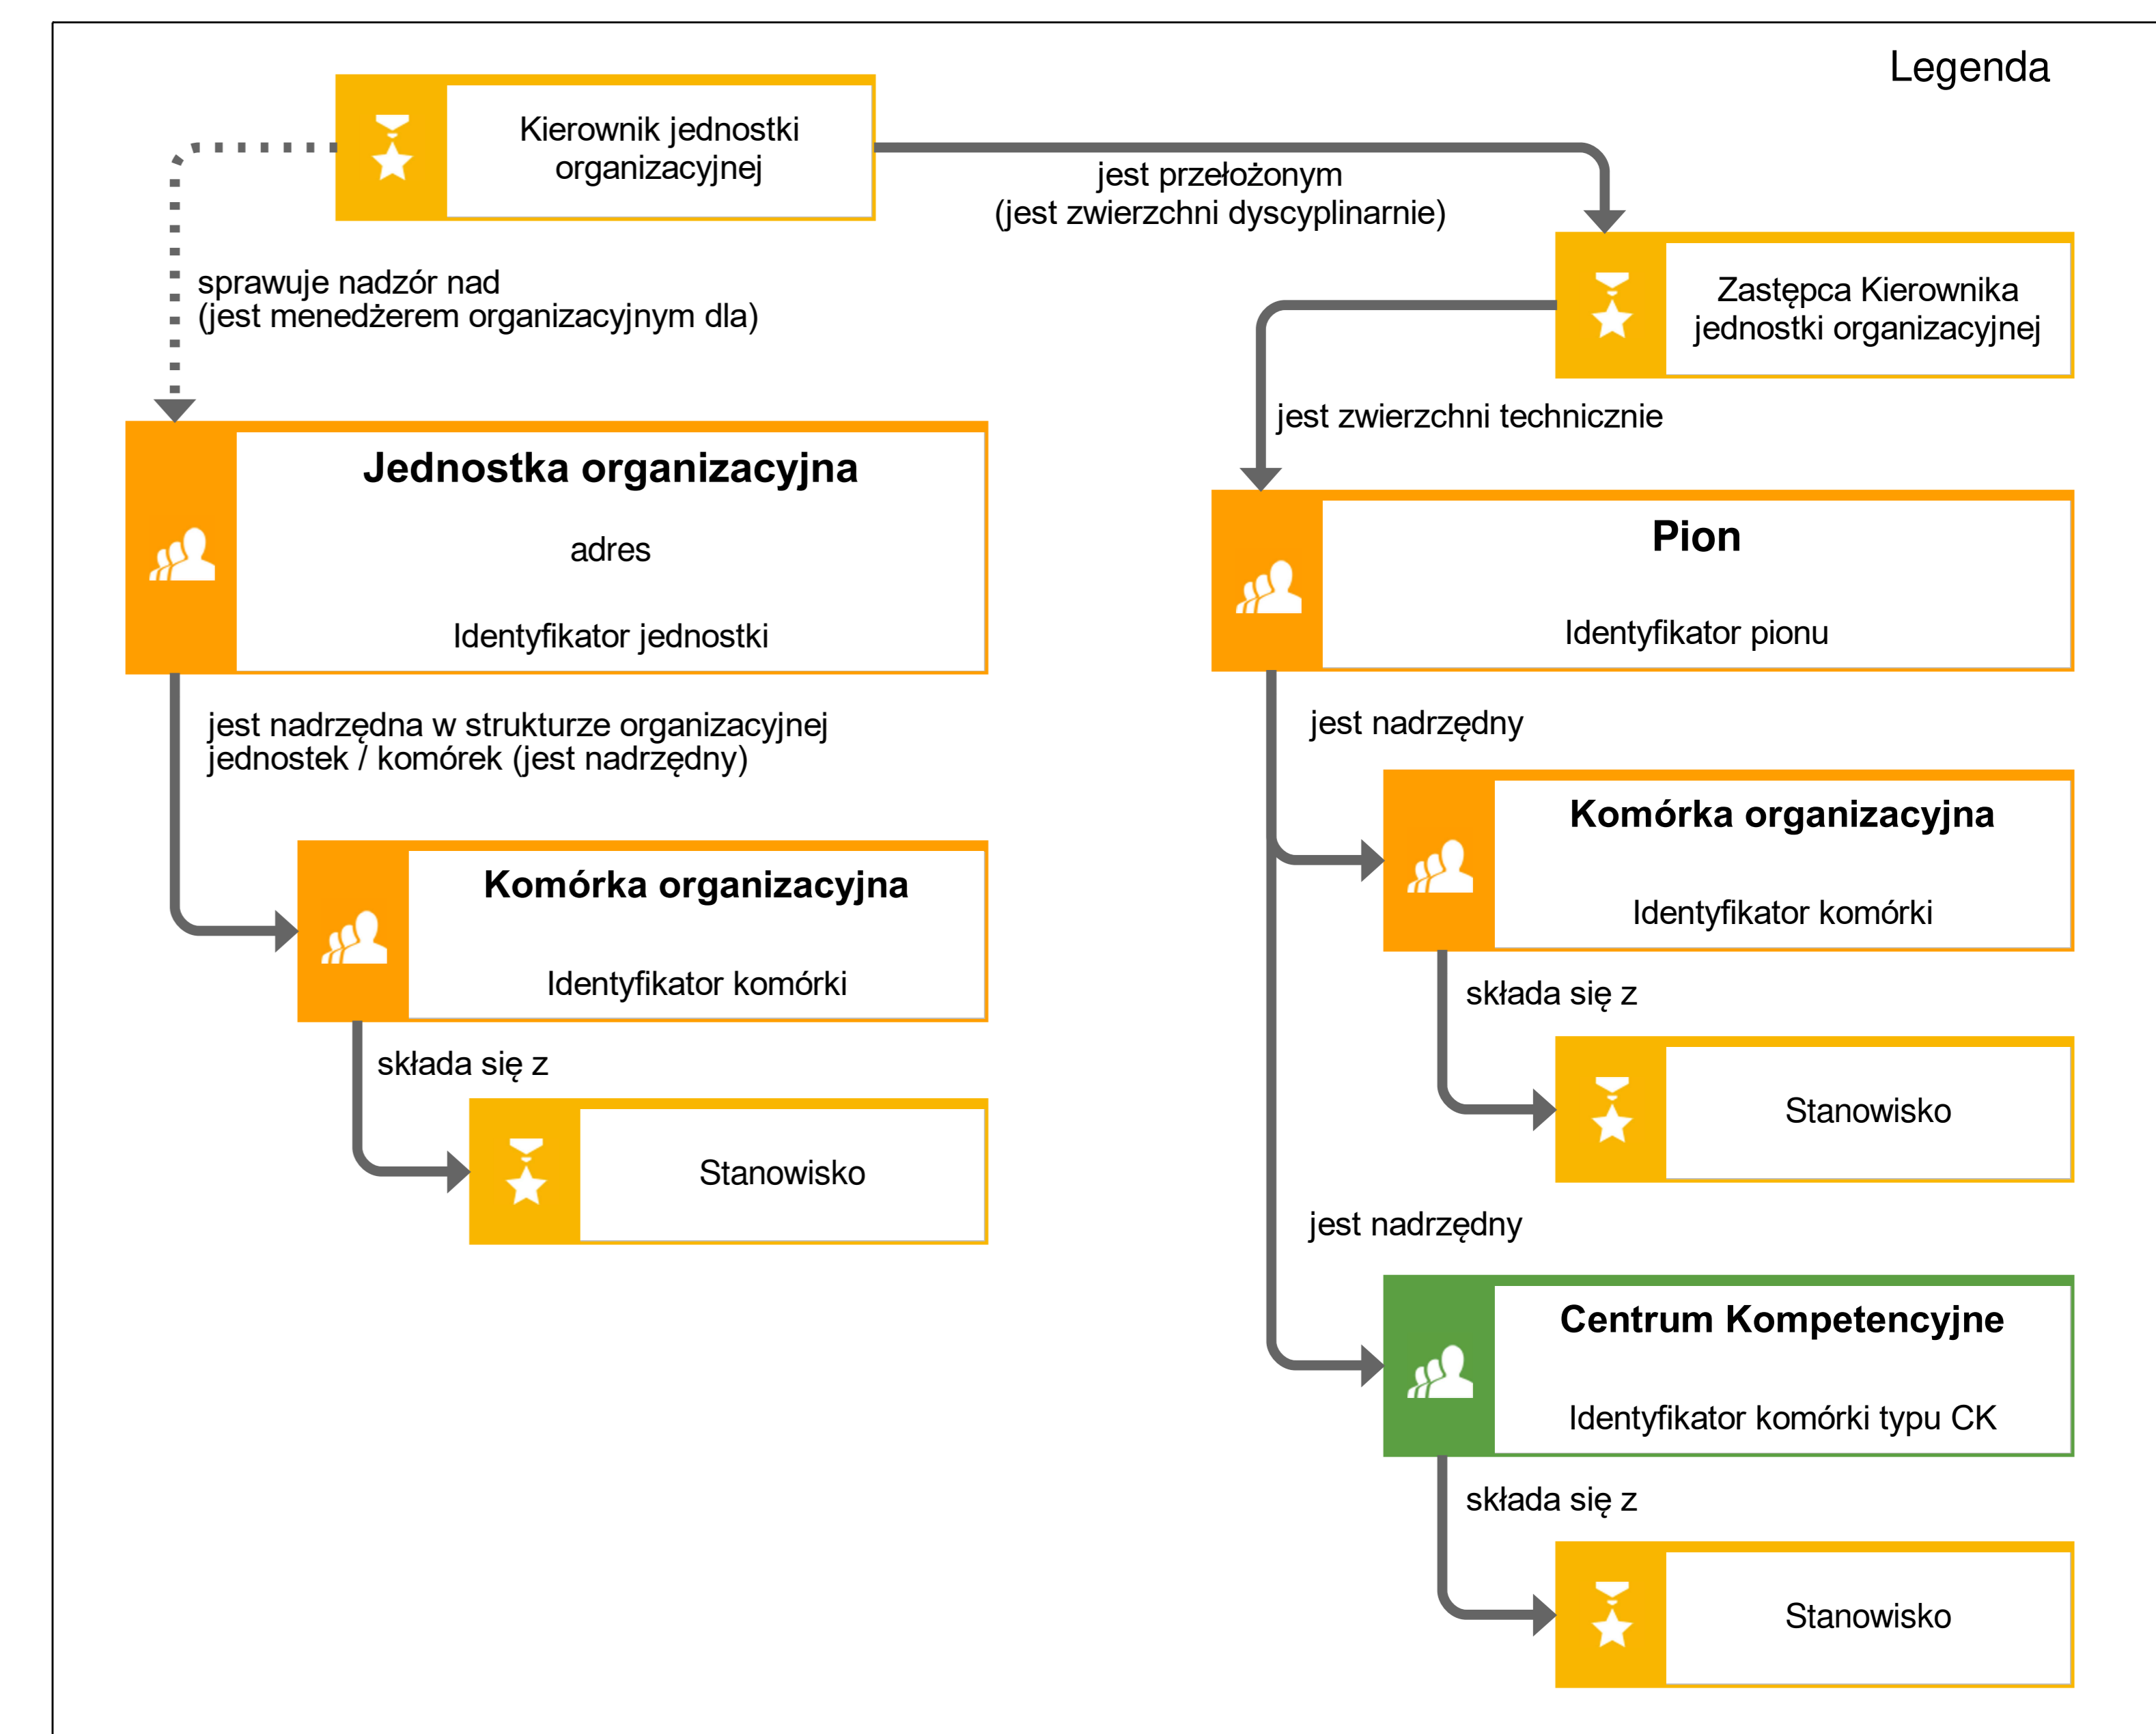 Legenda
Kierownik jednostki
organizacyjnej
jest przełożonym
(jest zwierzchni dyscyplinarnie)
sprawuje nadzór nad
(jest menedżerem organizacyjnym dla)
Zastępca Kierownika
jednostki organizacyjnej
jest zwierzchni technicznie
Jednostka organizacyjna
adres
Identyfikator jednostki
Pion
Identyfikator pionu
jest nadrzędna w strukturze organizacyjnej
jednostek / komórek (jest nadrzędny)
jest nadrzędny
Komórka organizacyjna
Identyfikator komórki
Komórka organizacyjna
Identyfikator komórki
składa się z
Stanowisko
składa się z
Stanowisko
jest nadrzędny
Centrum Kompetencyjne
Identyfikator komórki typu CK
składa się z
Stanowisko